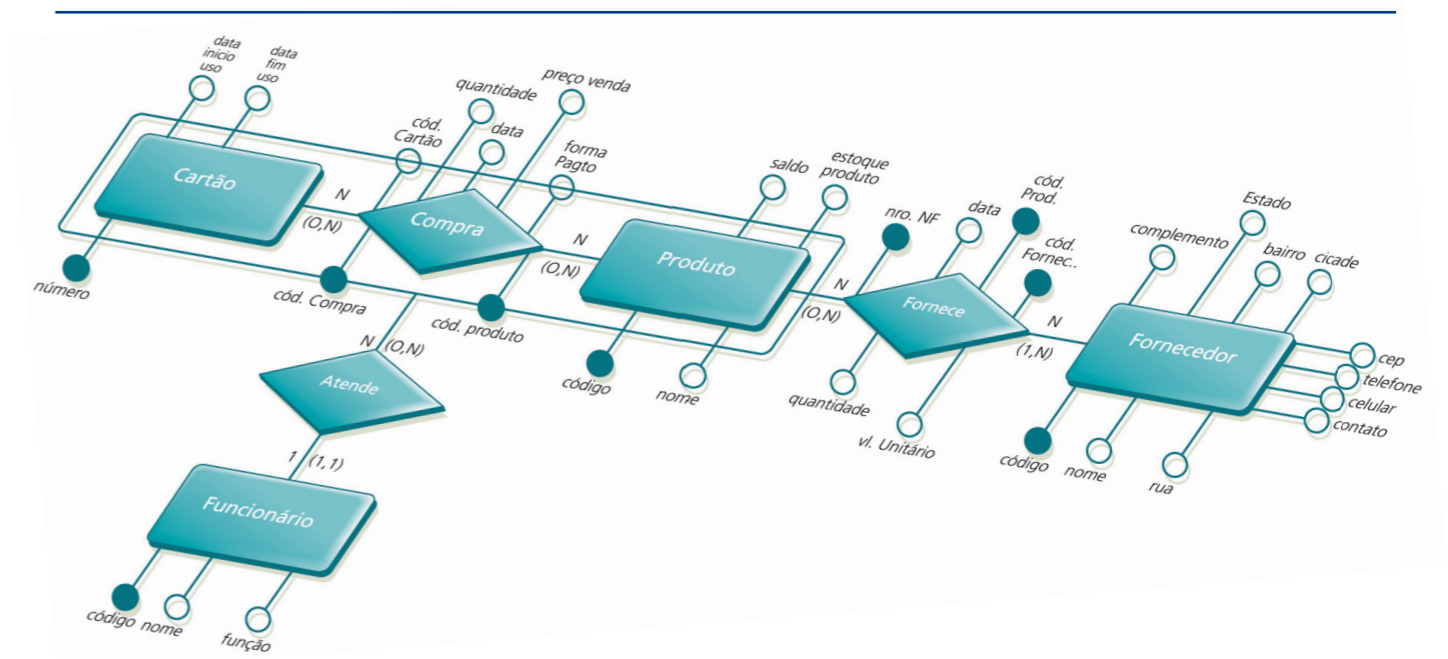 data
inicio
uso
data
fim
uso
quantidade
preço venda
cód.
Cartão
data
forma
Pagto
Cartão
N
(O,N)
Compra
N
(O,N)
número
cód. Compra
cód. produto
saldo
estoque
produto
Produto
código
nome
N
(O,N)
nro. NF
data
cód.
Prod.
cód.
Fornec..
Fornece
quantidade
vl. Unitário
N
(1,N)
complemento
Estado
bairro
cicade
Fornecedor
cep
telefone
celular
contato
código
nome
rua
N
(O,N)
Atende
1
(1,1)
Funcionário
código
nome
função